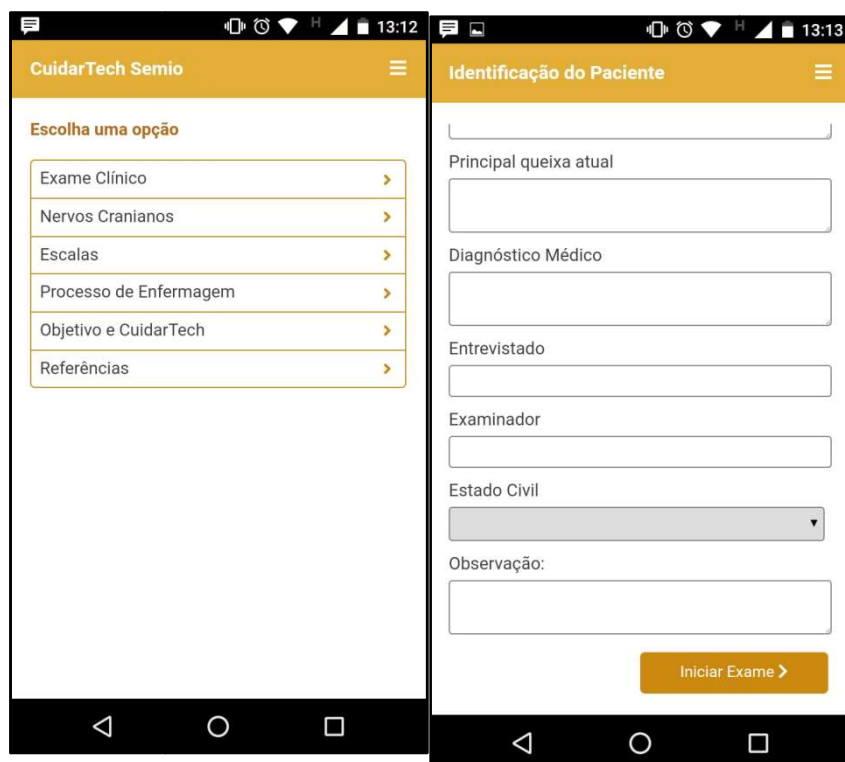 H 13:12
CuidarTech Semio
Escolha uma opção
Exame Clínico
Nervos Cranianos
Escalas
Processo de Enfermagem
Objetivo e CuidarTech
Referências
H 13:13
Identificação do Paciente
Principal queixa atual
Diagnóstico Médico
Entrevistado
Examinador
Estado Civil
Observação:
Iniciar Exame